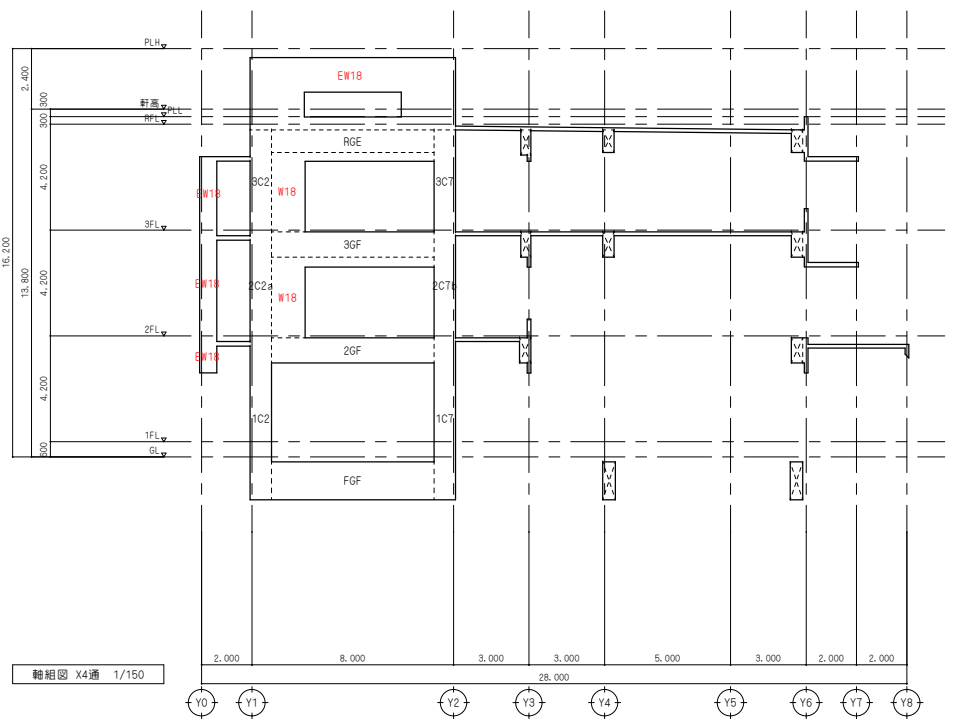 PLH
2.400
EW18
軒高
300
PLL
300
RFL
RGE
4.200
3C2
3C7
EW18
W18
3FL
3GF
16.200
13.800
4.200
EW18
2C2a
2C7b
W18
2FL
2GF
EW18
4.200
1C2
1C7
1FL
GL
600
FGF
2.000
8.000
3.000
3.000
5.000
3.000
2.000
2.000
28.000
軸組図 X4通 1/150
Y0
Y1
Y2
Y3
Y4
Y5
Y6
Y7
Y8